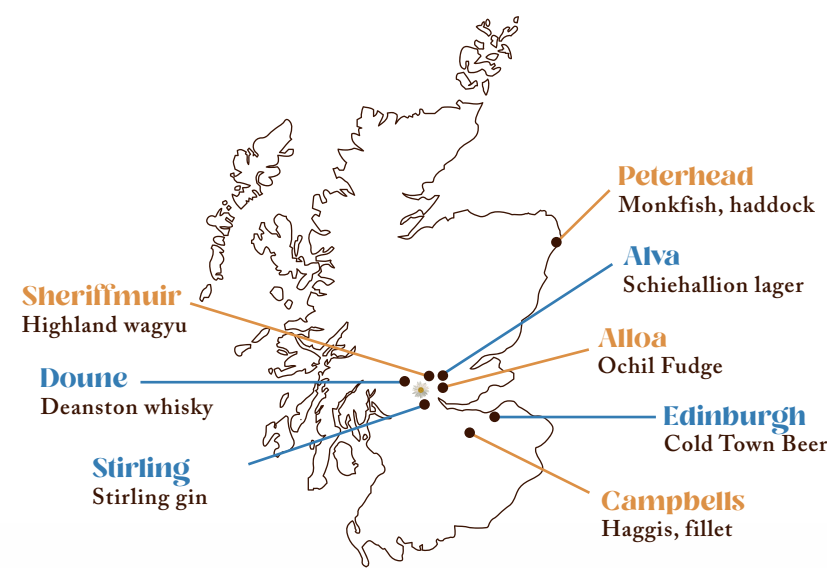 Peterhead
Monkfish, haddock
Alva
Schiehallion lager
Sheriffmuir
Highland wagyu
Alloa
Ochil Fudge
Doune
Deanston whisky
Edinburgh
Cold Town Beer
Stirling
Stirling gin
Campbells
Haggis, fillet